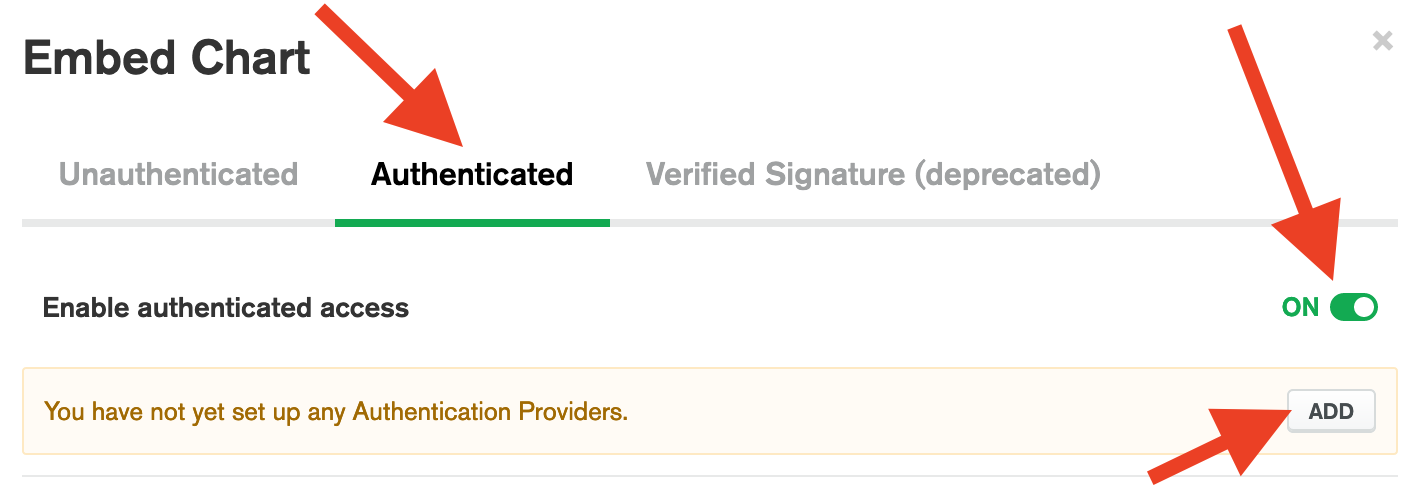 Embed Chart
Unauthenticated Authenticated Verified Signature (deprecated)
Enable authenticated access ON
You have not yet set up any Authentication Providers. ADD